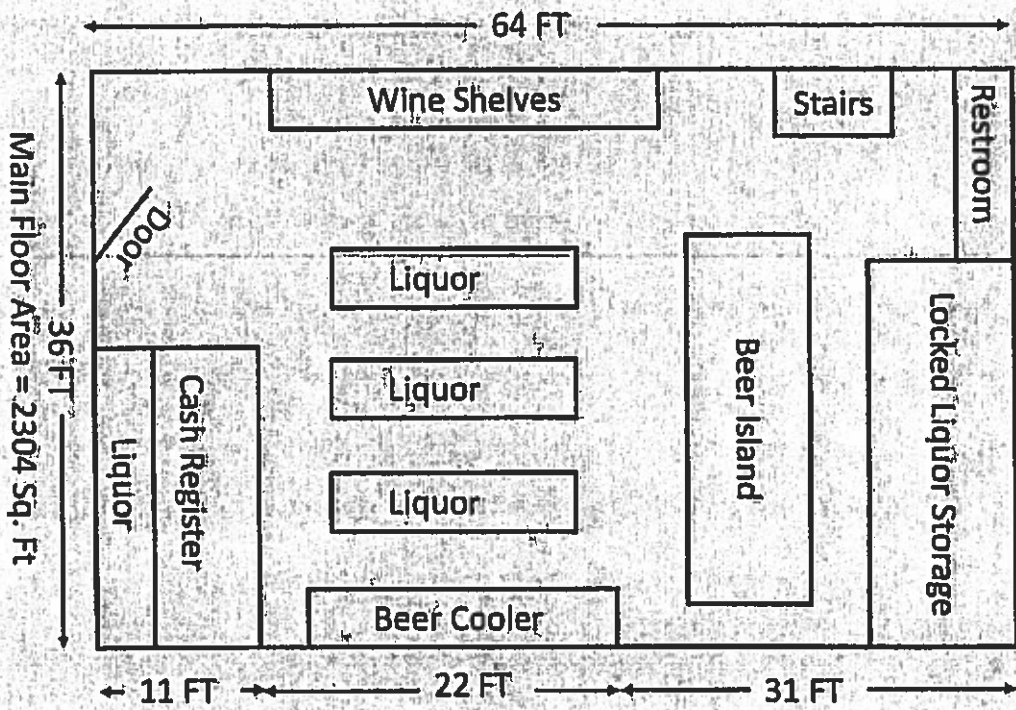 64 FT
Wine Shelves
Stairs
Restroom
Door
Liquor
Beer Island
Locked Liquor Storage
36 FT
Main Floor Area = 2304 Sq. Ft
Liquor
Cash Register
Liquor
Liquor
Beer Cooler
11 FT
22 FT
31 FT